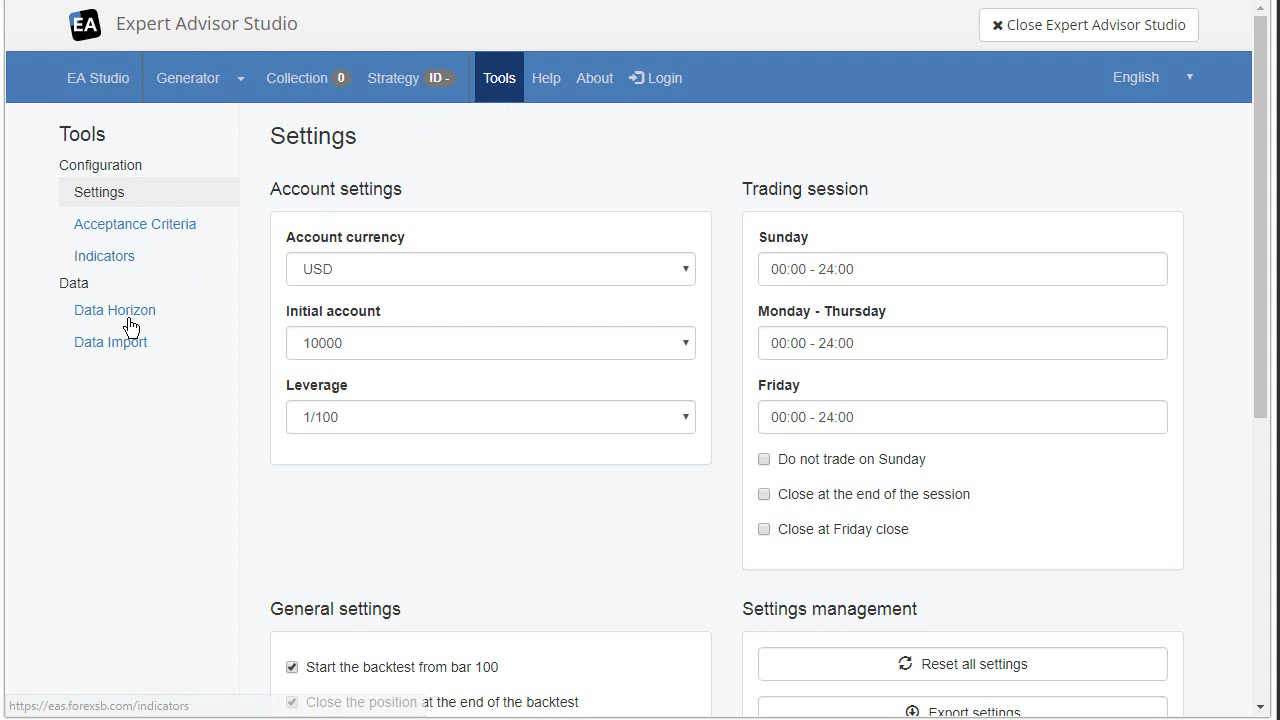 EA Expert Advisor Studio
✖ Close Expert Advisor Studio
EA Studio Generator Collection 0 Strategy ID - Tools Help About Login English
Tools
Configuration
Settings
Acceptance Criteria
Indicators
Data
Data Horizon
Data Import
Settings
Account settings
Account currency
USD
Initial account
10000
Leverage
1/100
Trading session
Sunday
00:00 - 24:00
Monday - Thursday
00:00 - 24:00
Friday
00:00 - 24:00
Do not trade on Sunday
Close at the end of the session
Close at Friday close
General settings
Start the backtest from bar 100
Close the position at the end of the backtest
Settings management
Reset all settings
Export settings
https://eas.forexsb.com/indicators